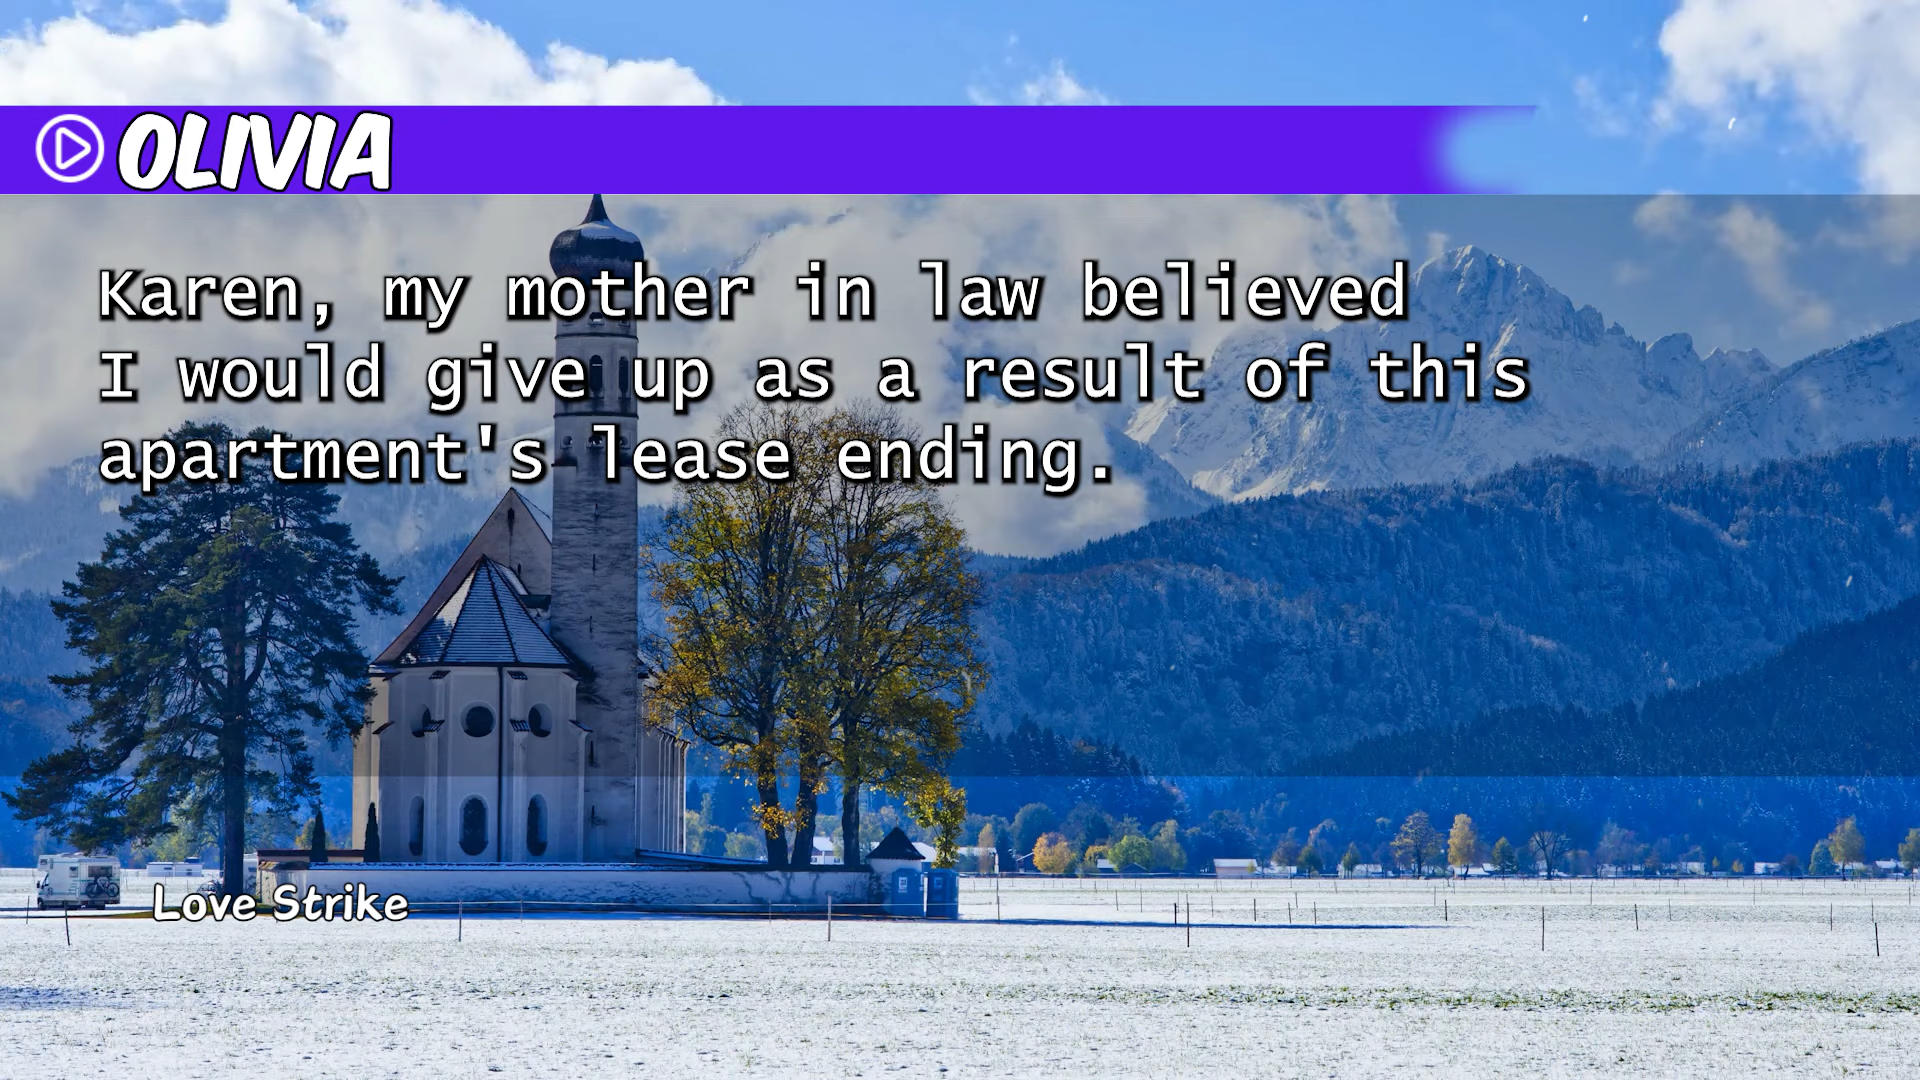 OLIVIA
Karen, my mother in law believed
I would give up as a result of this
apartment's lease ending.
Love Strike